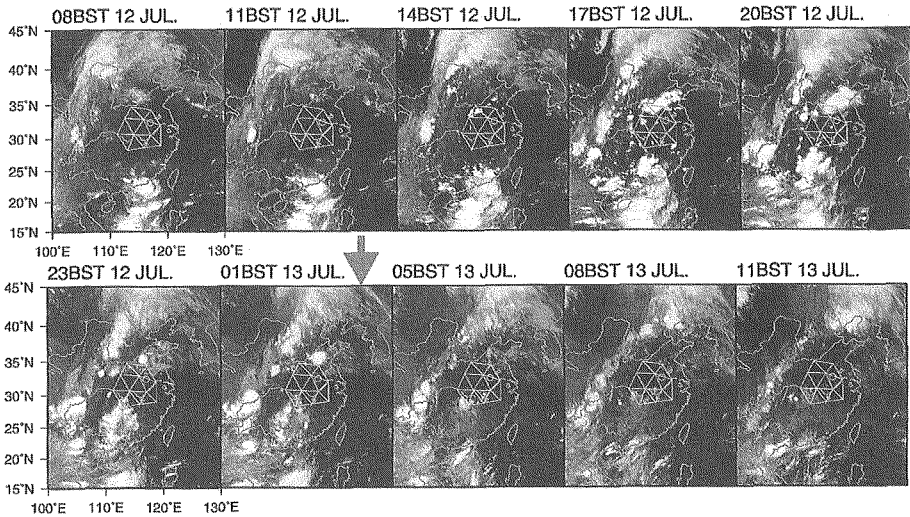 08BST 12 JUL. 11BST 12 JUL. 14BST 12 JUL. 17BST 12 JUL. 20BST 12 JUL.
45˚N
40˚N
35˚N
30˚N
25˚N
20˚N
15˚N
100˚E 110˚E 120˚E 130˚E
23BST 12 JUL. 01BST 13 JUL. 05BST 13 JUL. 08BST 13 JUL. 11BST 13 JUL.
45˚N
40˚N
35˚N
30˚N
25˚N
20˚N
15˚N
100˚E 110˚E 120˚E 130˚E